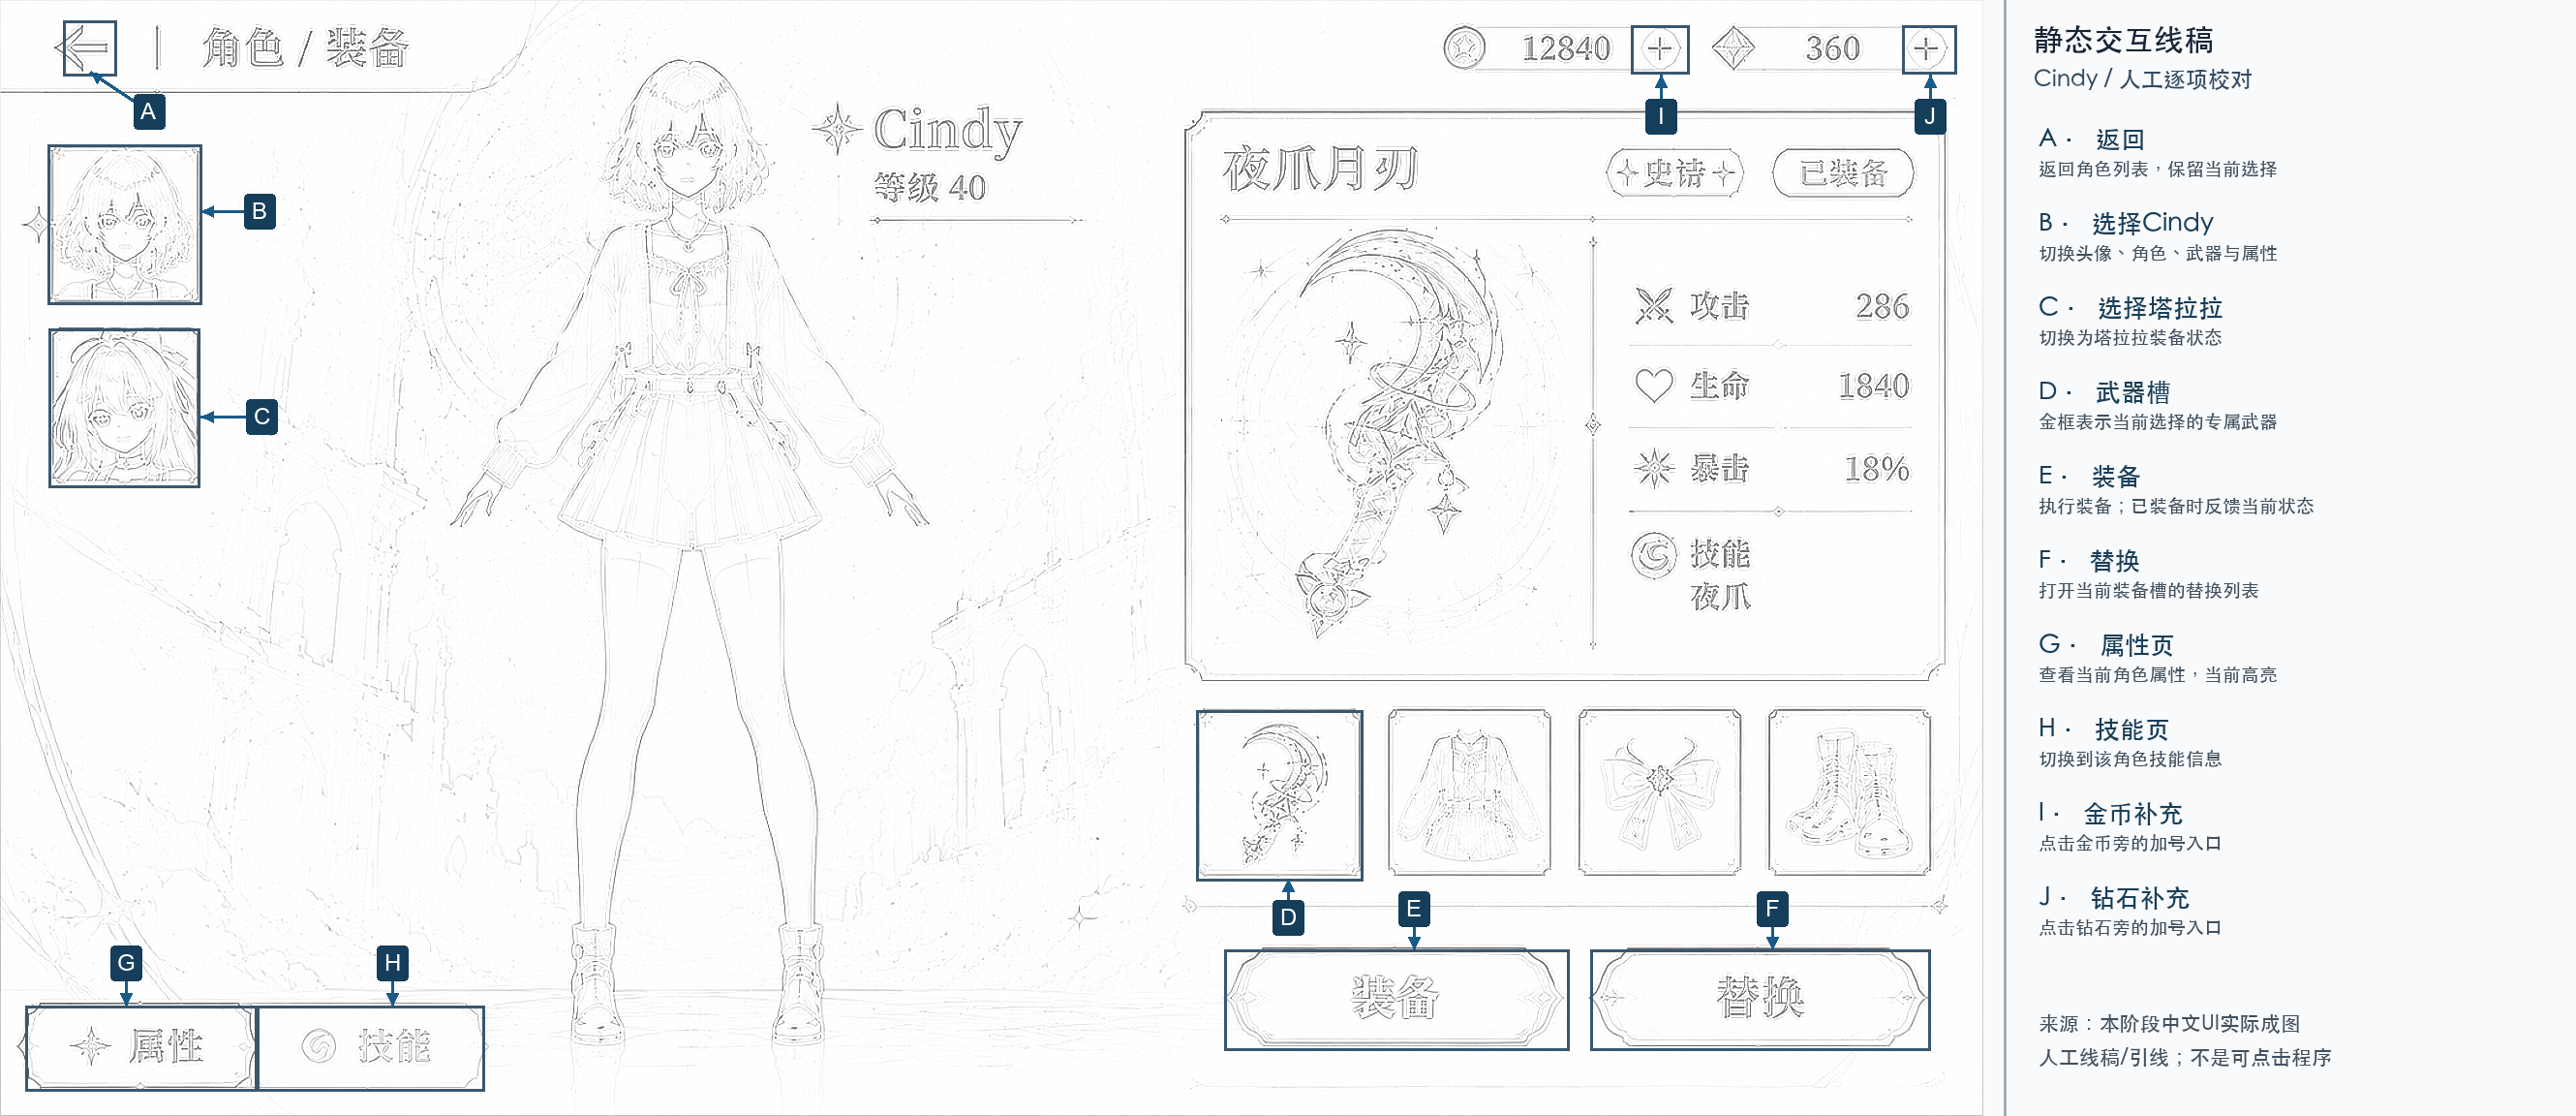 角色 / 装备
12840
360
A
I
J
Cindy
等级 40
B
C
夜爪月刃
史诗
已装备
攻击 286
生命 1840
暴击 18%
技能
夜爪
D
E
F
装备
替换
G
H
属性
技能
静态交互线稿
Cindy / 人工逐项校对
A · 返回
返回角色列表，保留当前选择
B · 选择Cindy
切换头像、角色、武器与属性
C · 选择塔拉拉
切换为塔拉拉装备状态
D · 武器槽
金框表示当前选择的专属武器
E · 装备
执行装备；已装备时反馈当前状态
F · 替换
打开当前装备槽的替换列表
G · 属性页
查看当前角色属性，当前高亮
H · 技能页
切换到该角色技能信息
I · 金币补充
点击金币旁的加号入口
J · 钻石补充
点击钻石旁的加号入口
来源：本阶段中文UI实际成图
人工线稿/引线；不是可点击程序